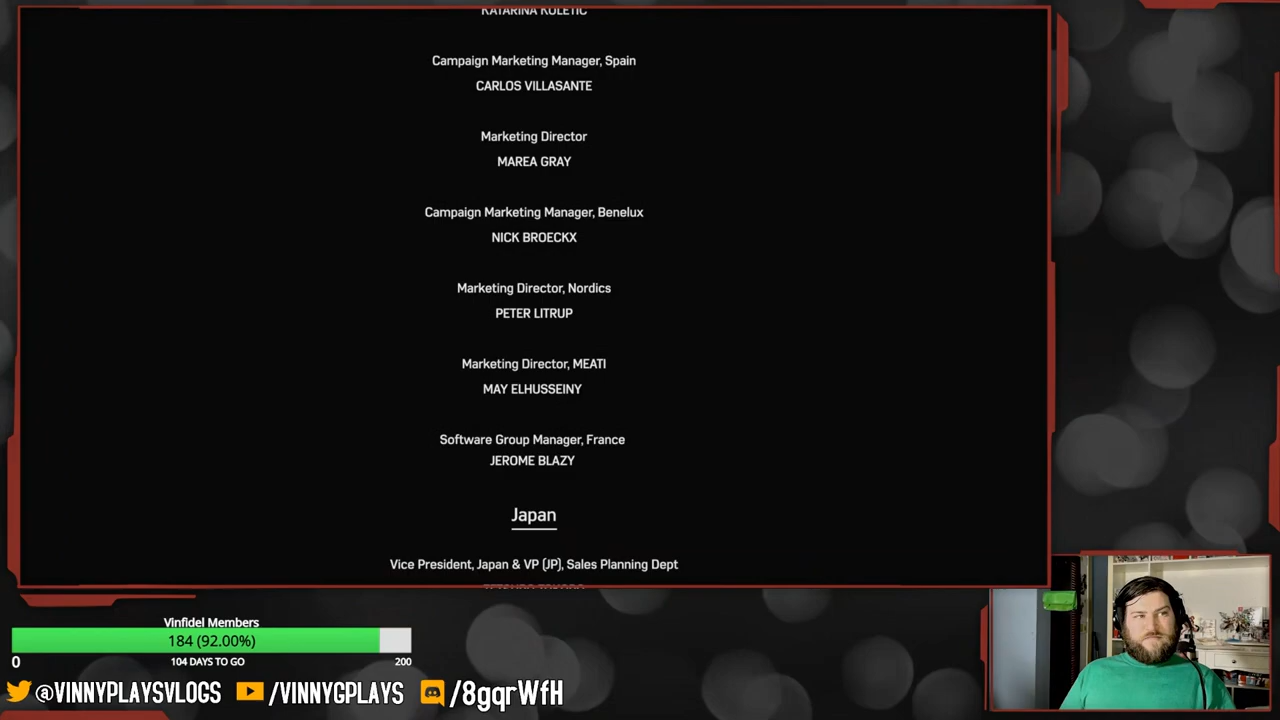 KATARINA KULETIC
Campaign Marketing Manager, Spain
CARLOS VILLASANTE
Marketing Director
MAREA GRAY
Campaign Marketing Manager, Benelux
NICK BROECKX
Marketing Director, Nordics
PETER LITRUP
Marketing Director, MEATI
MAY ELHUSSEINY
Software Group Manager, France
JEROME BLAZY
Japan
Vice President, Japan & VP (JP), Sales Planning Dept
Vinfidel Members
184 (92.00%)
0
104 DAYS TO GO
200
@VINNYPLAYSVLOGS
/VINNYGPLAYS
/8gqrWfH